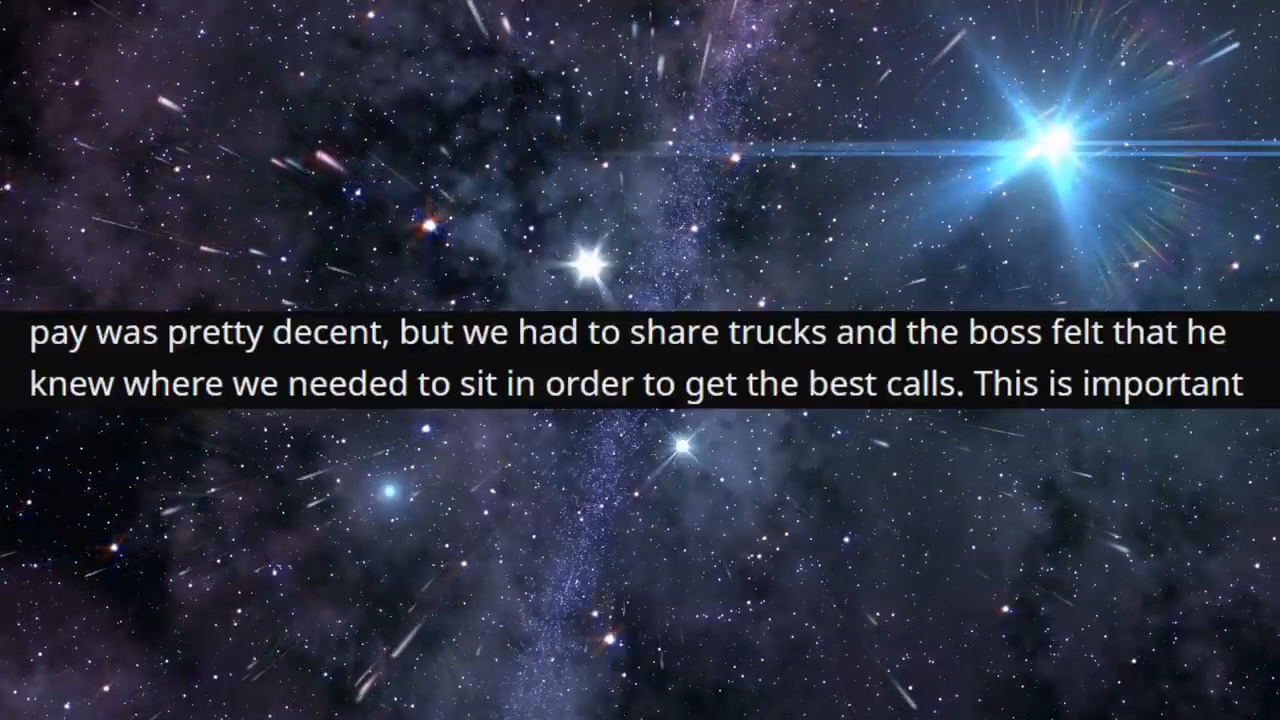 pay was pretty decent, but we had to share trucks and the boss felt that he
knew where we needed to sit in order to get the best calls. This is important